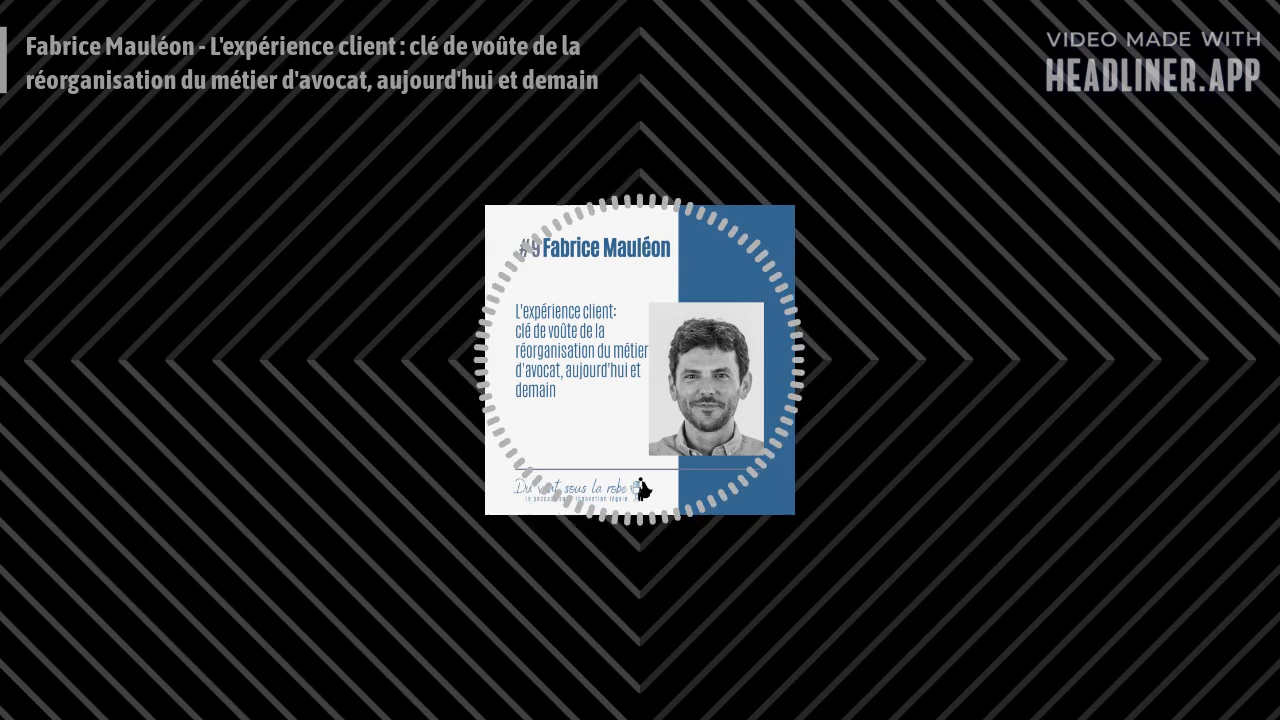 Fabrice Mauléon - L'expérience client : clé de voûte de la
réorganisation du métier d'avocat, aujourd'hui et demain
VIDEO MADE WITH
HEADLINER.APP
#9 Fabrice Mauléon
L'expérience client:
clé de voûte de la
réorganisation du métier
d'avocat, aujourd'hui et
demain
Du vent sous la robe